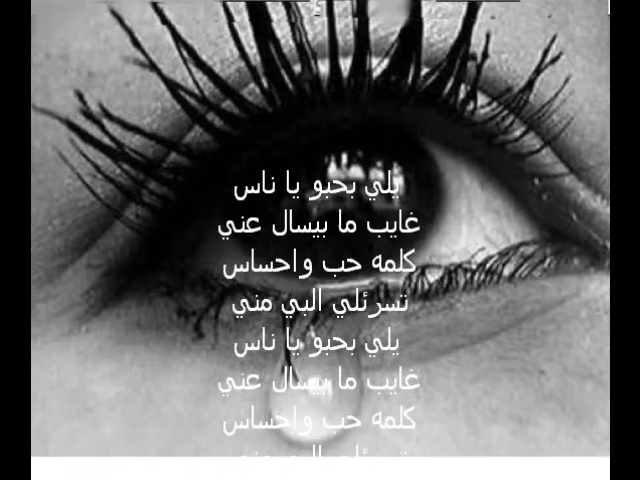 يلي بحبو يا ناس
غايب ما بيسال عني
كلمه حب واحساس
تسرئلي البي مني
يلي بحبو يا ناس
غايب ما بيسال عني
كلمه حب واحساس